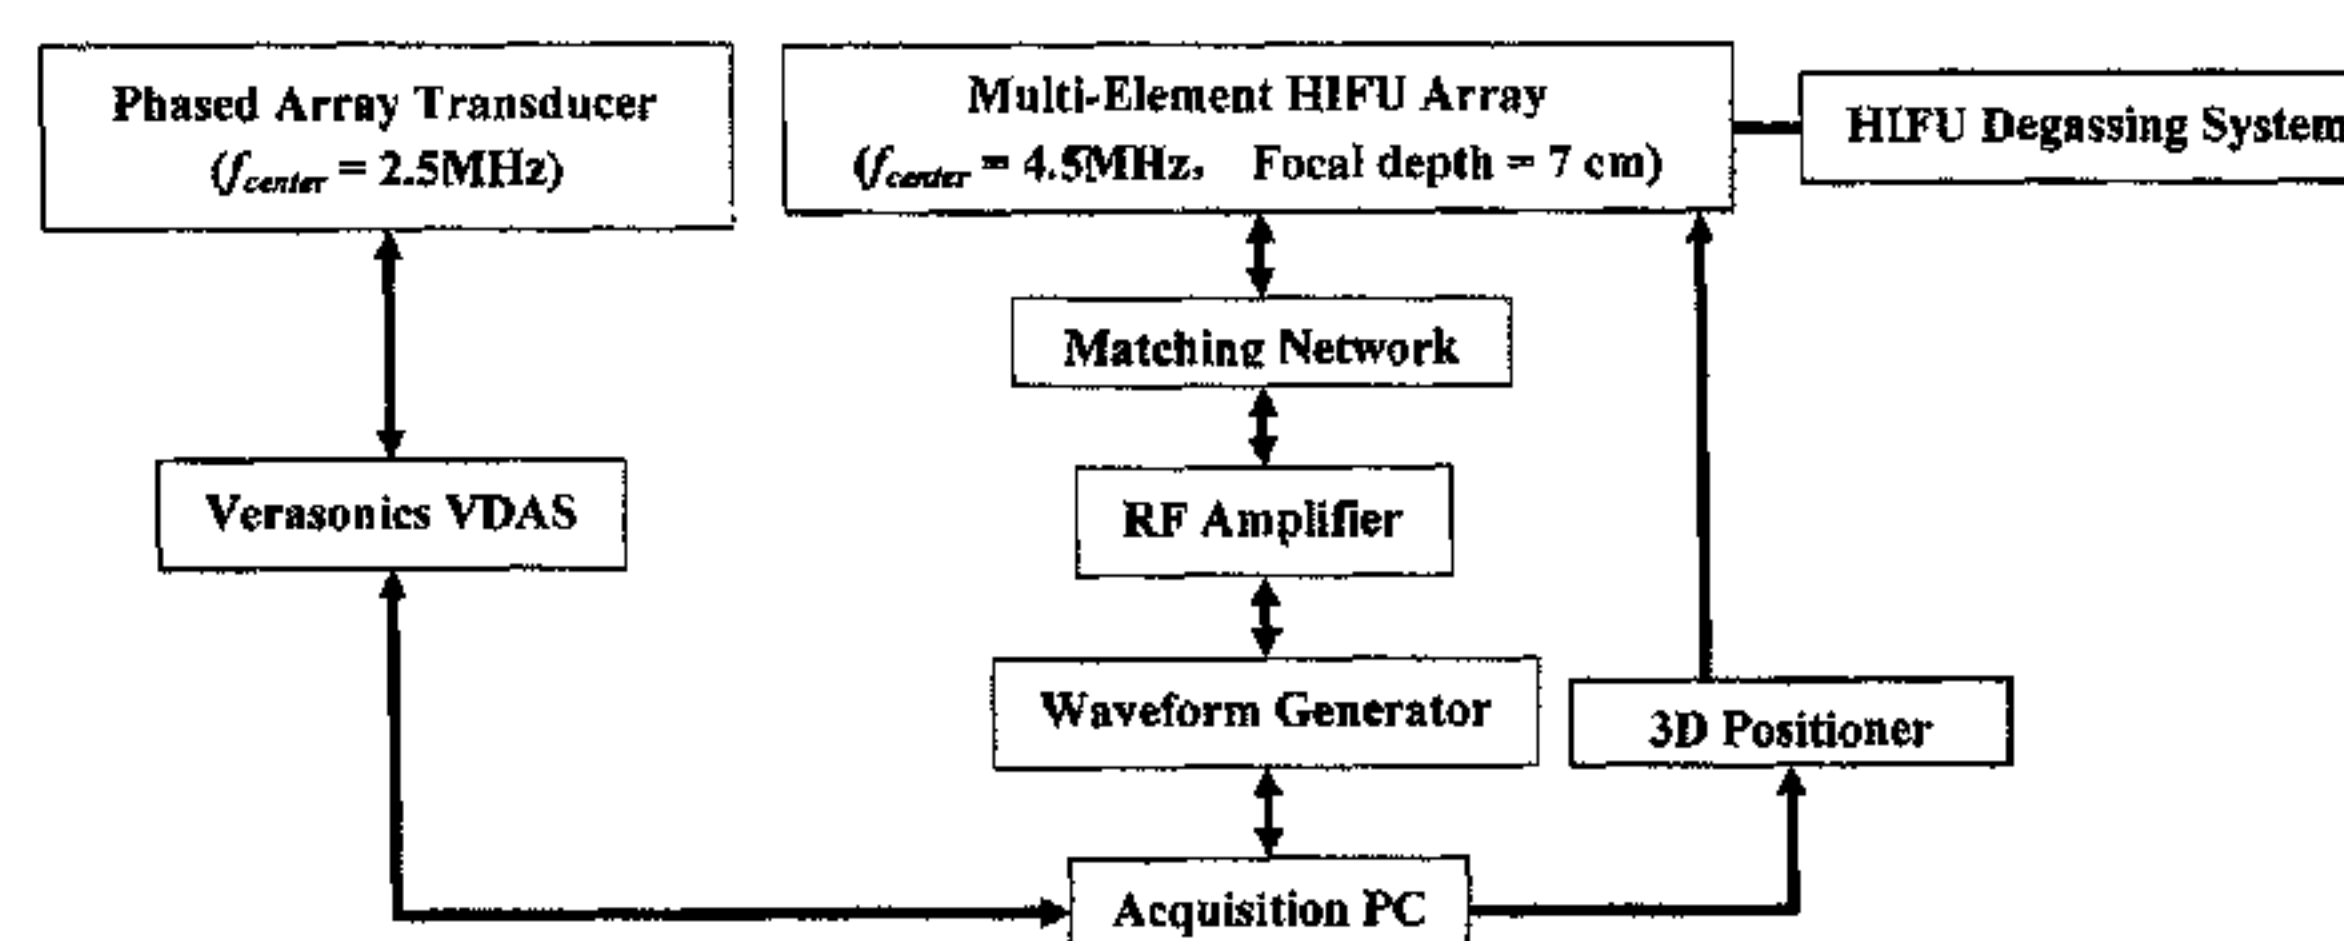 Phased Array Transducer
(fcenter = 2.5MHz)
Multi-Element HIFU Array
(fcenter = 4.5MHz, Focal depth = 7 cm)
HIFU Degassing System
Matching Network
Verasonics VDAS
RF Amplifier
Waveform Generator
3D Positioner
Acquisition PC